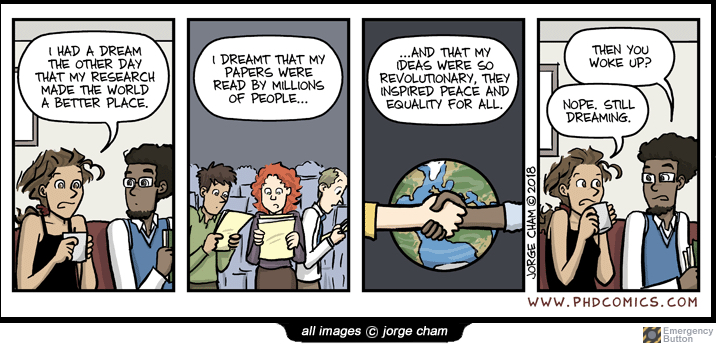 I HAD A DREAM
THE OTHER DAY
THAT MY RESEARCH
MADE THE WORLD
A BETTER PLACE.
I DREAMT THAT MY
PAPERS WERE
READ BY MILLIONS
OF PEOPLE...
...AND THAT MY
IDEAS WERE SO
REVOLUTIONARY, THEY
INSPIRED PEACE AND
EQUALITY FOR ALL.
THEN YOU
WOKE UP?
NOPE. STILL
DREAMING.
JORGE CHAM © 2018
WWW.PHDCOMICS.COM
all images © jorge cham
Emergency
Button